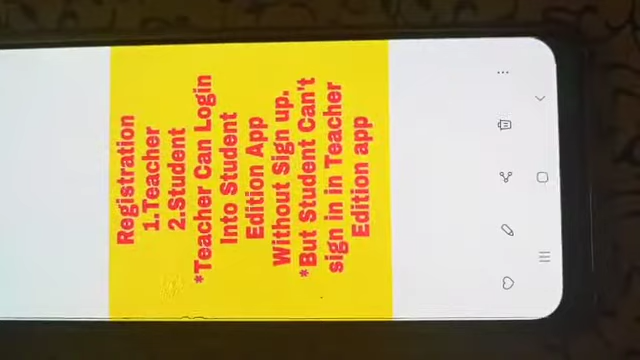 Registration
1.Teacher
2.Student
*Teacher Can Login
Into Student
Edition App
Without Sign up.
*But Student Can't
sign in in Teacher
Edition app